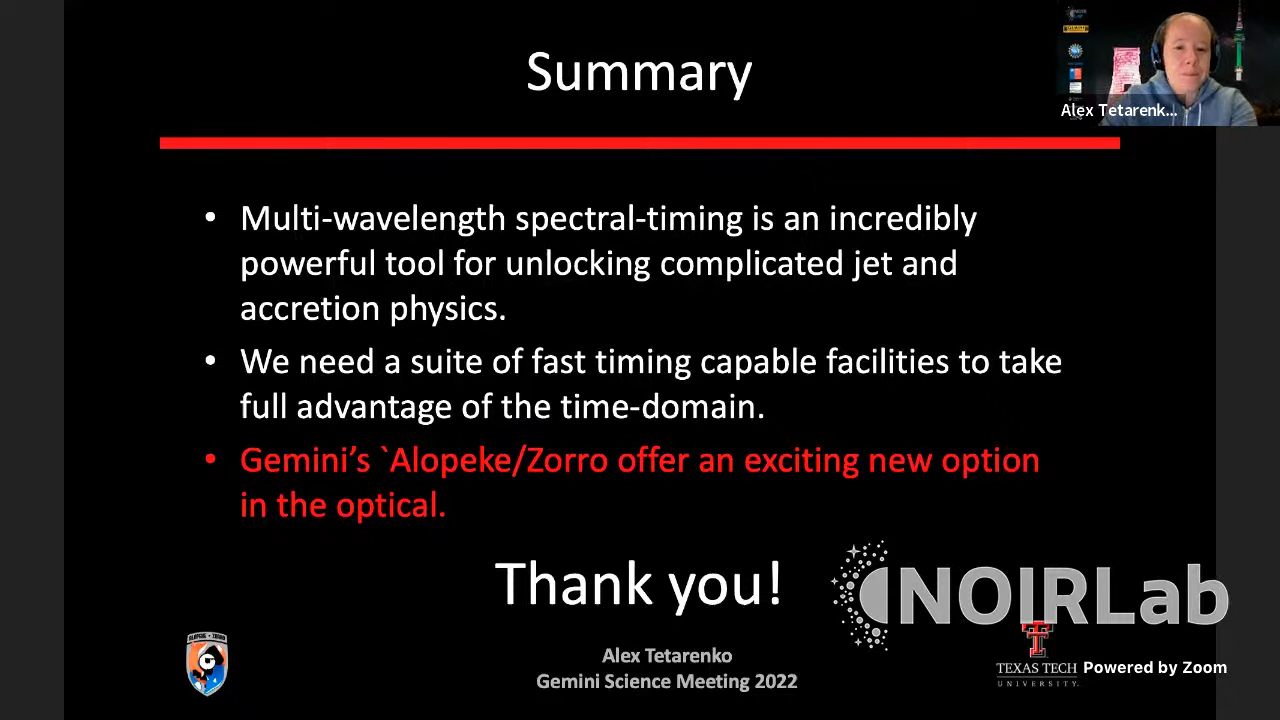 Summary
Alex Tetarenk...
• Multi-wavelength spectral-timing is an incredibly
powerful tool for unlocking complicated jet and
accretion physics.
• We need a suite of fast timing capable facilities to take
full advantage of the time-domain.
• Gemini’s `Alopeke/Zorro offer an exciting new option
in the optical.
Thank you!
NOIRLab
Alex Tetarenko
Gemini Science Meeting 2022
TEXAS TECH
UNIVERSITY.
Powered by Zoom